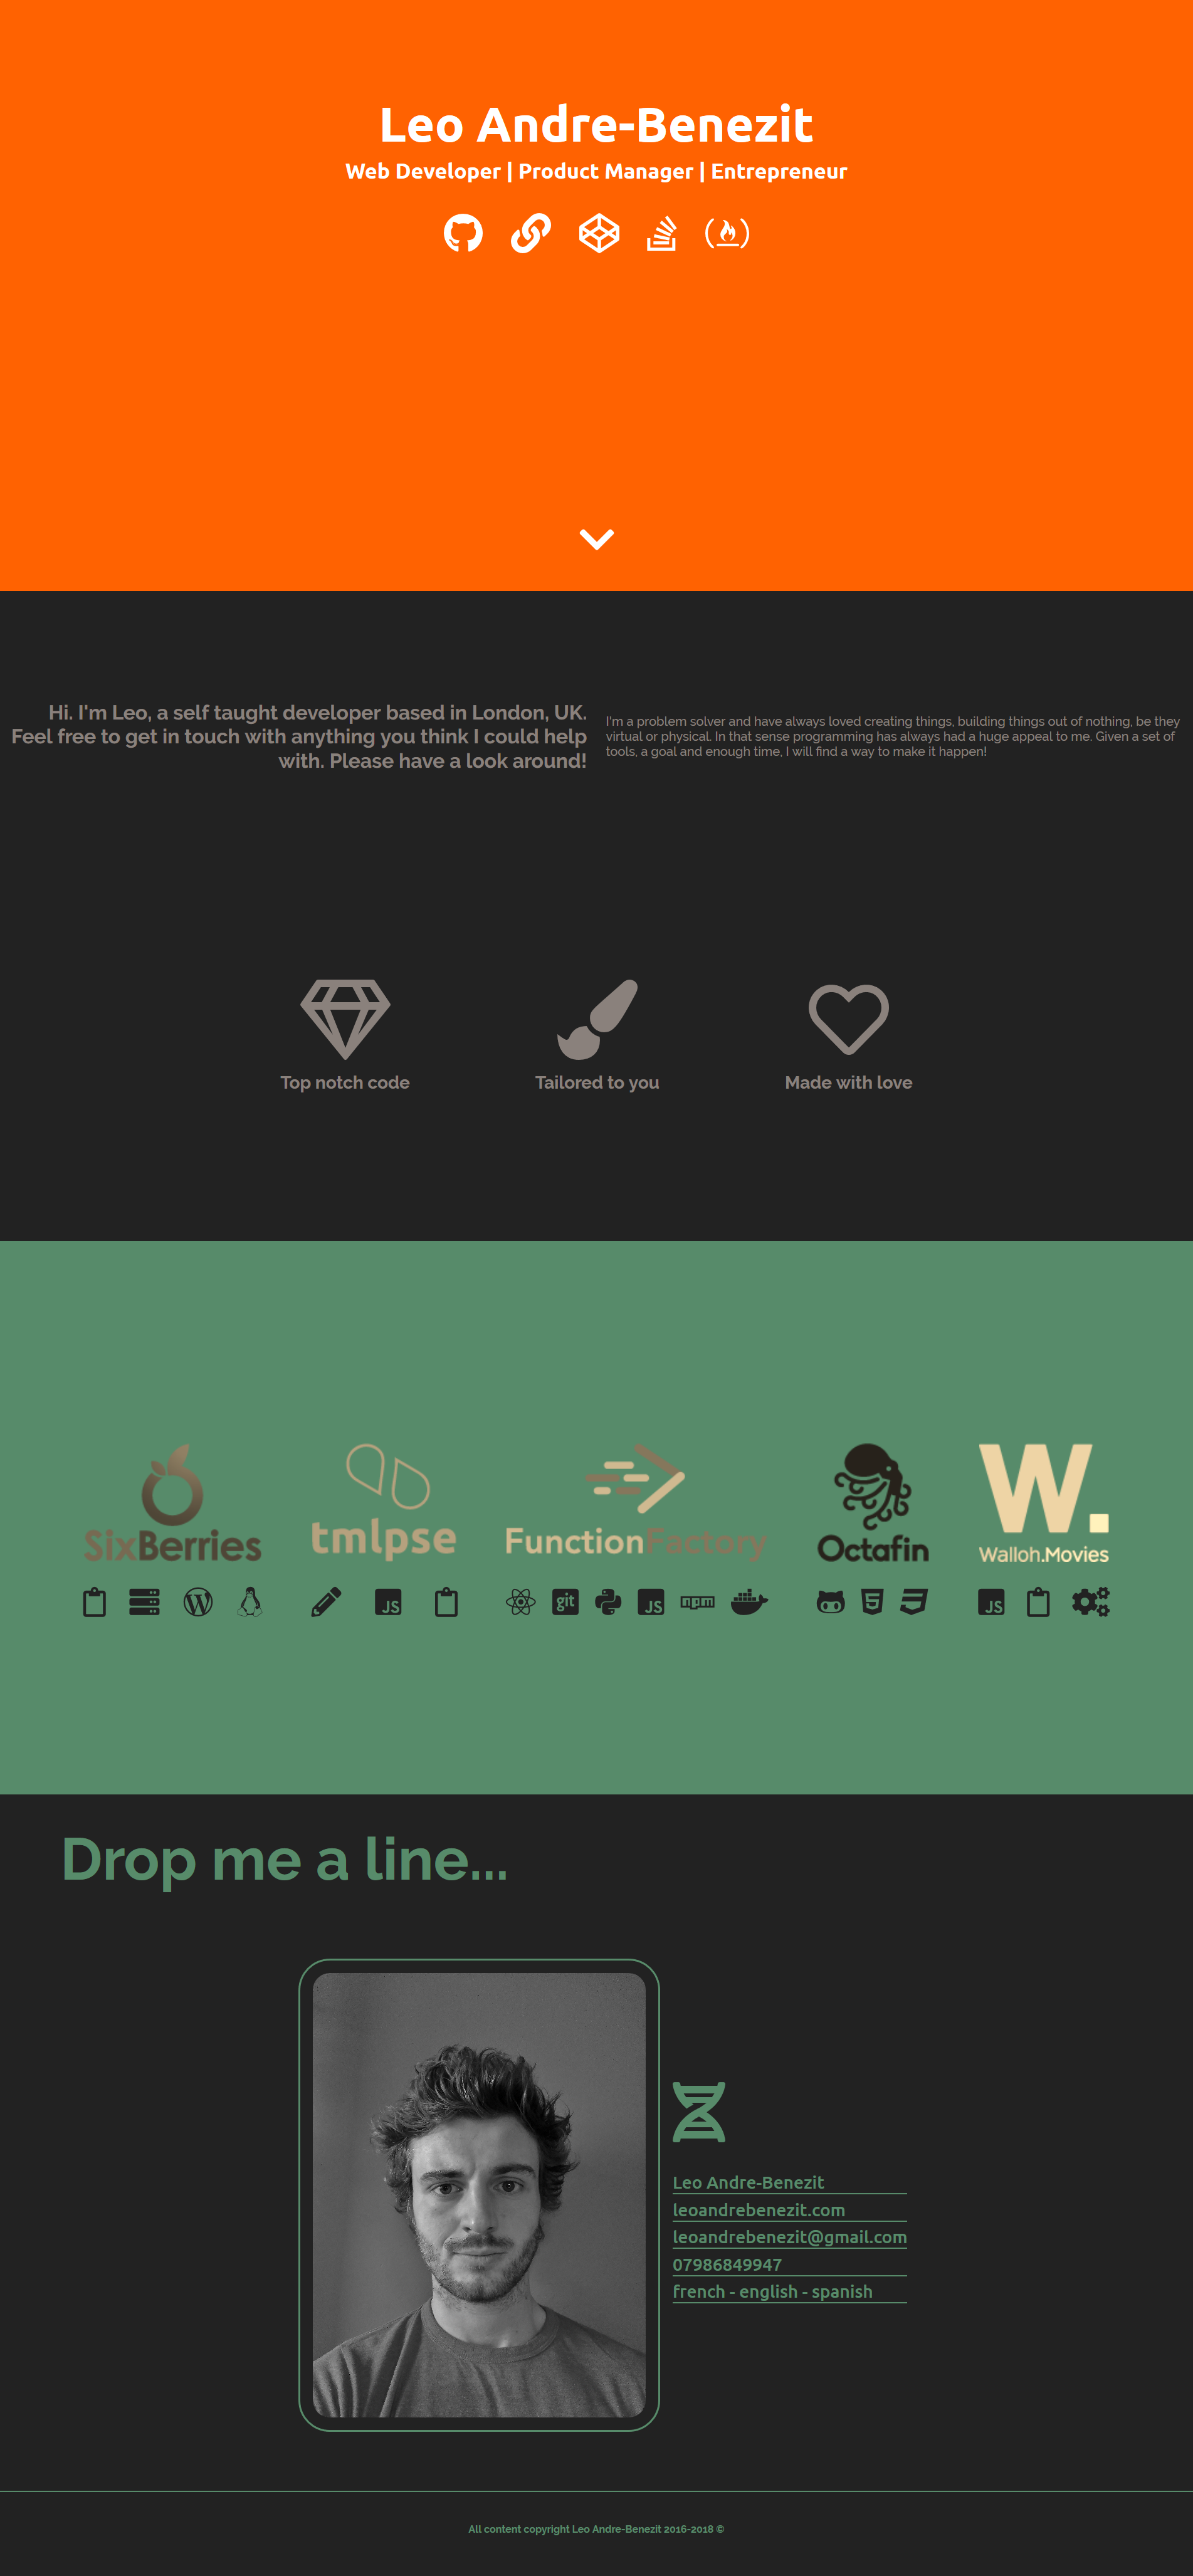 Leo Andre-Benezit
Web Developer | Product Manager | Entrepreneur
Hi. I'm Leo, a self taught developer based in London, UK.
Feel free to get in touch with anything you think I could help
with. Please have a look around!
I'm a problem solver and have always loved creating things, building things out of nothing, be they
virtual or physical. In that sense programming has always had a huge appeal to me. Given a set of
tools, a goal and enough time, I will find a way to make it happen!
Top notch code
Tailored to you
Made with love
SixBerries
tmlpse
FunctionFactory
Octafin
W.
Walloh.Movies
JS
git
JS
npm
JS
Drop me a line...
Leo Andre-Benezit
leoandrebenezit.com
leoandrebenezit@gmail.com
07986849947
french - english - spanish
All content copyright Leo Andre-Benezit 2016-2018 ©